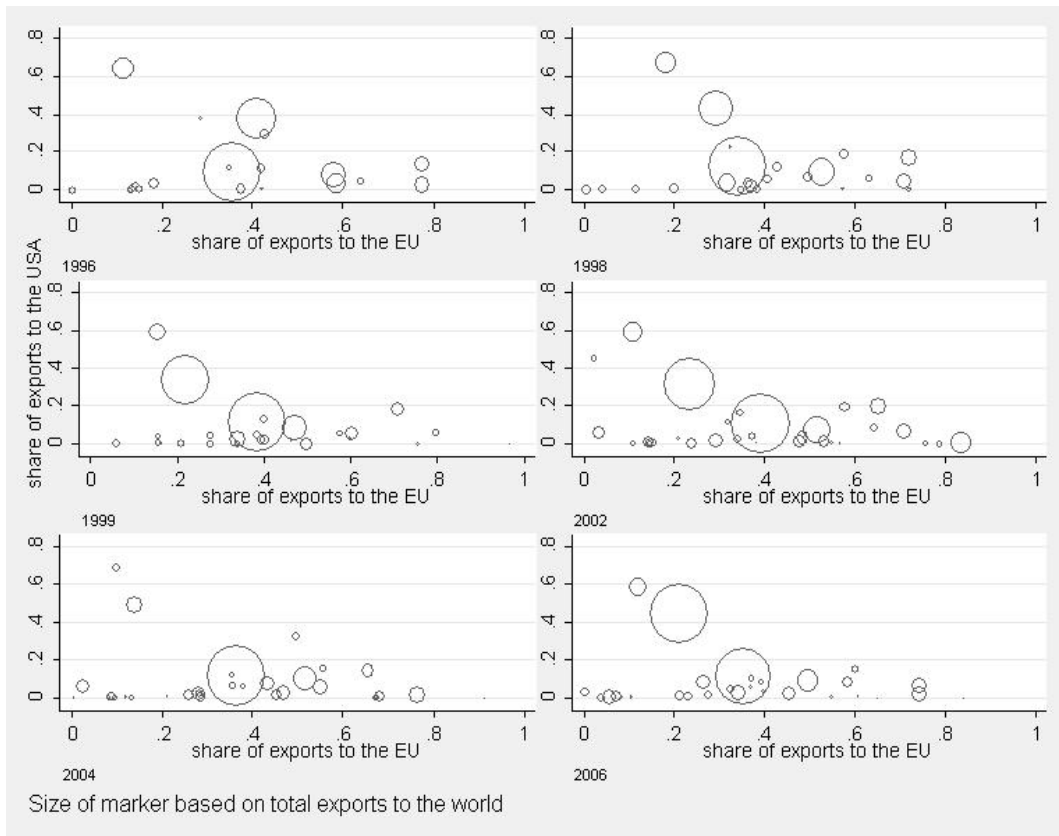 share of exports to the USA
.8 .8
.6 .6
.4 .4
.2 .2
0 0
0 .2 .4 .6 .8 1 0 .2 .4 .6 .8 1
share of exports to the EU share of exports to the EU
1996 1998
.8 .8
.6 .6
.4 .4
.2 .2
0 0
0 .2 .4 .6 .8 1 0 .2 .4 .6 .8 1
share of exports to the EU share of exports to the EU
1999 2002
.8 .8
.6 .6
.4 .4
.2 .2
0 0
0 .2 .4 .6 .8 1 0 .2 .4 .6 .8 1
share of exports to the EU share of exports to the EU
2004 2006
Size of marker based on total exports to the world